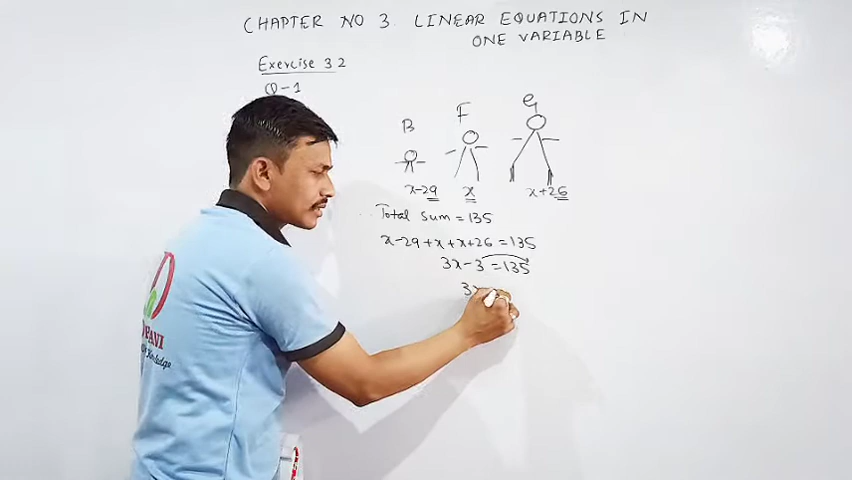 CHAPTER NO 3 LINEAR EQUATIONS IN
ONE VARIABLE
Exercise 3.2
Q-1
B F G
x-29 x x+26
Total sum = 135
x-29+x+x+26 = 135
3x-3 = 135
3x